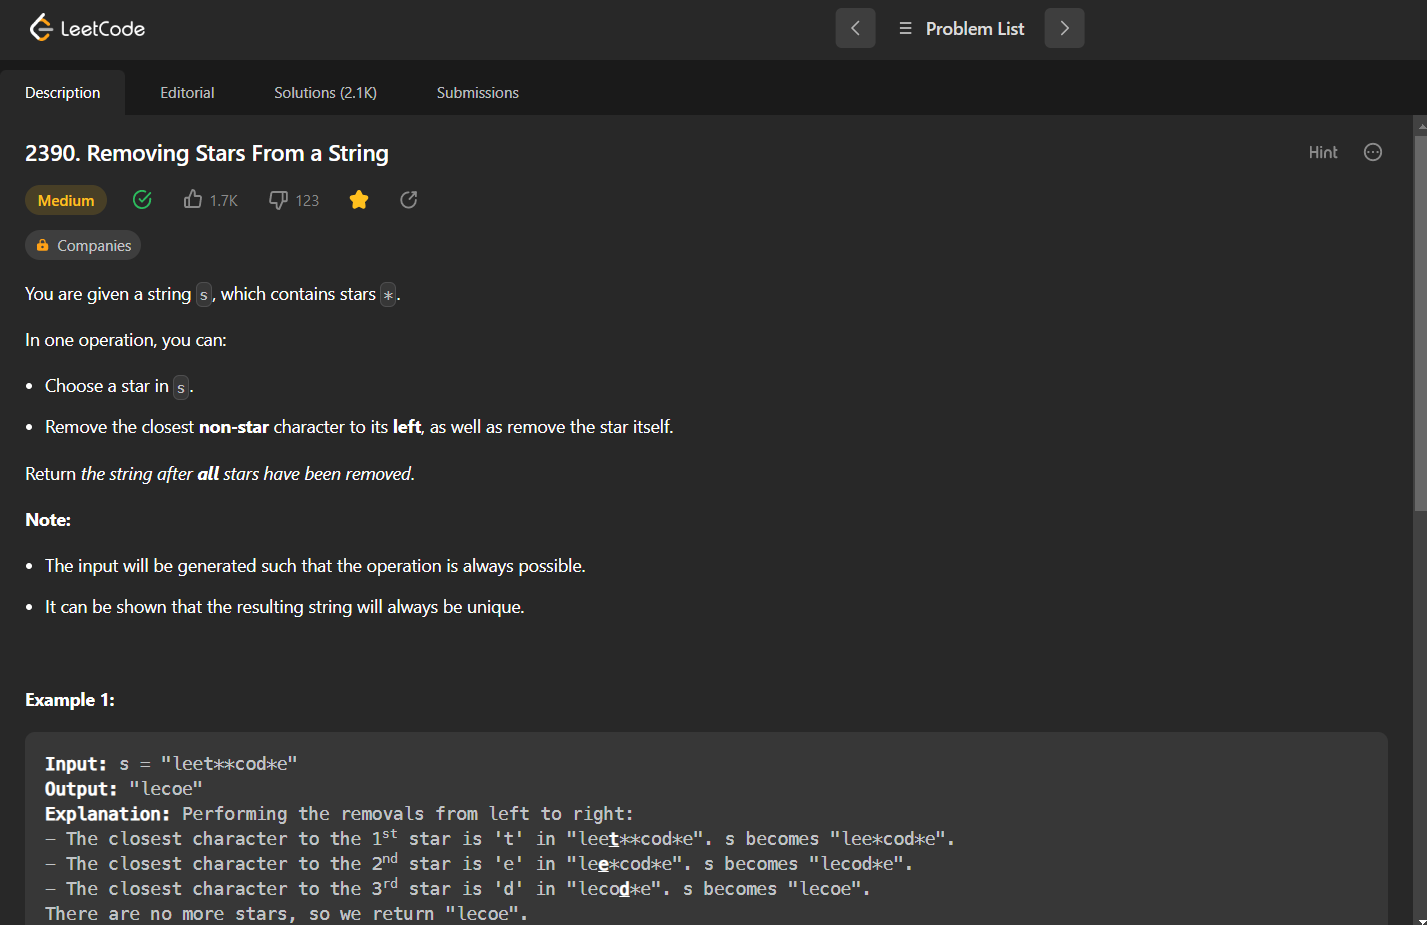 LeetCode
Problem List
Description
Editorial
Solutions (2.1K)
Submissions
2390. Removing Stars From a String
Hint
Medium
1.7K
123
Companies
You are given a string s, which contains stars *.
In one operation, you can:
• Choose a star in s.
• Remove the closest non-star character to its left, as well as remove the star itself.
Return the string after all stars have been removed.
Note:
• The input will be generated such that the operation is always possible.
• It can be shown that the resulting string will always be unique.
Example 1:
Input: s = "leet**cod*e"
Output: "lecoe"
Explanation: Performing the removals from left to right:
- The closest character to the 1st star is 't' in "leet**cod*e". s becomes "lee*cod*e".
- The closest character to the 2nd star is 'e' in "lee*cod*e". s becomes "lecod*e".
- The closest character to the 3rd star is 'd' in "lecod*e". s becomes "lecoe".
There are no more stars, so we return "lecoe".